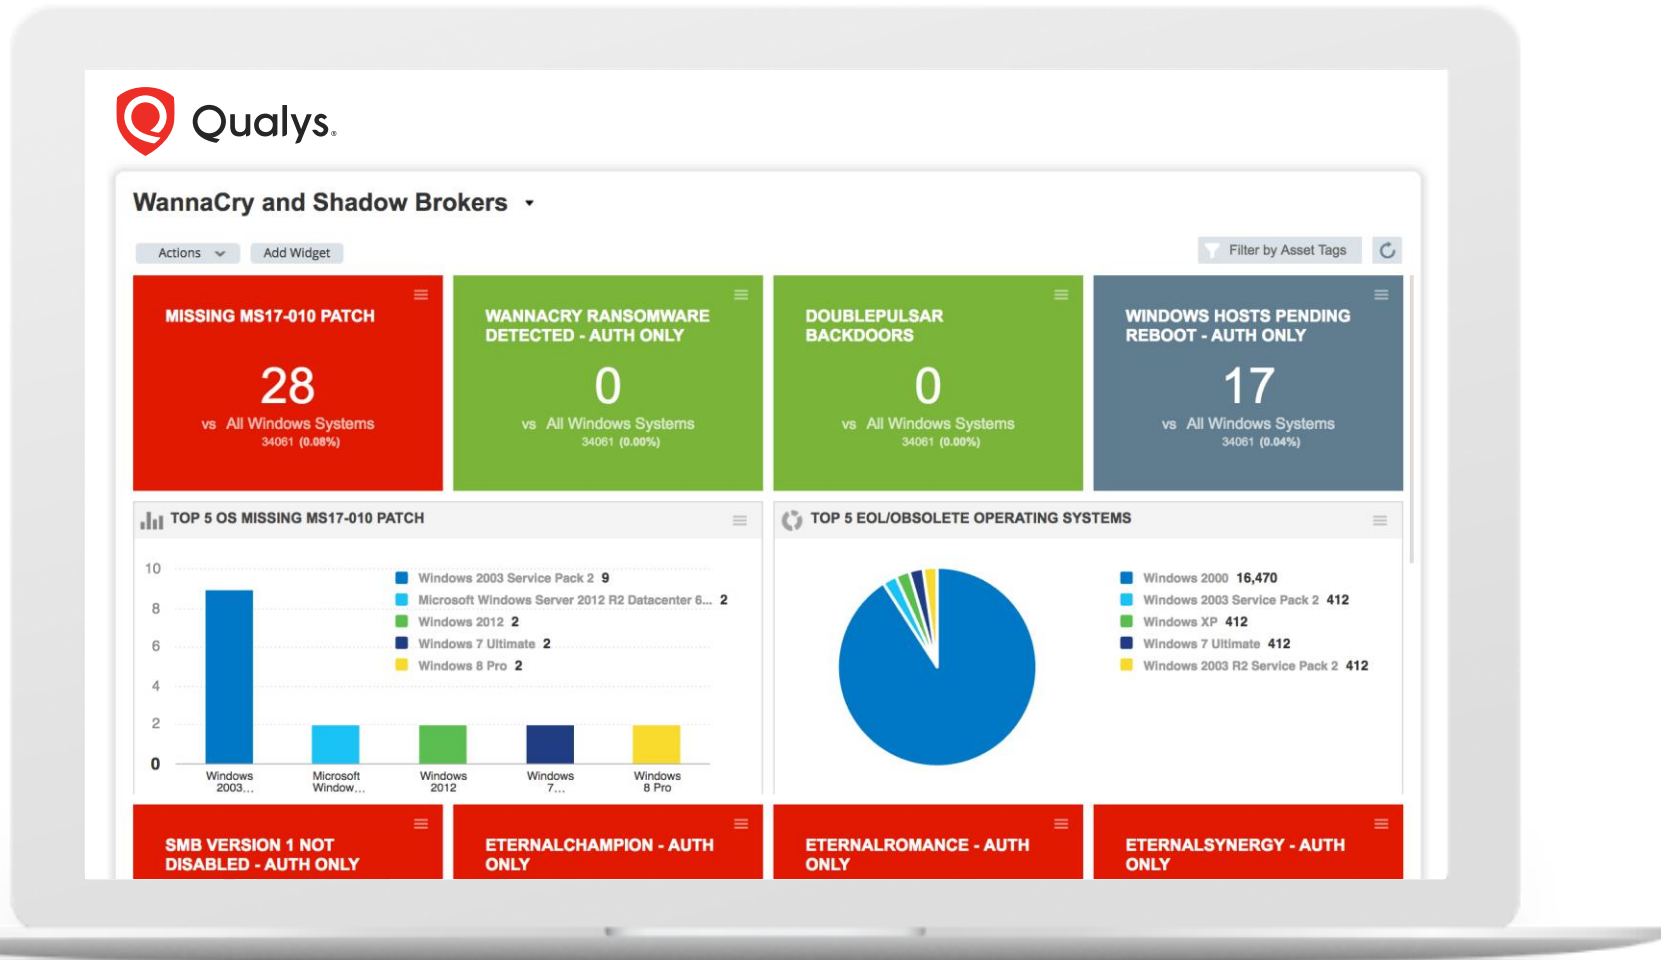 Qualys.
WannaCry and Shadow Brokers
Actions
Add Widget
Filter by Asset Tags
MISSING MS17-010 PATCH
28
vs All Windows Systems
34061 (0.08%)
WANNACRY RANSOMWARE
DETECTED - AUTH ONLY
0
vs All Windows Systems
34061 (0.00%)
DOUBLEPULSAR
BACKDOORS
0
vs All Windows Systems
34061 (0.00%)
WINDOWS HOSTS PENDING
REBOOT - AUTH ONLY
17
vs All Windows Systems
34061 (0.04%)
TOP 5 OS MISSING MS17-010 PATCH
10
8
6
4
2
0
Windows 2003 Service Pack 2 9
Microsoft Windows Server 2012 R2 Datacenter 6... 2
Windows 2012 2
Windows 7 Ultimate 2
Windows 8 Pro 2
Windows
2003...
Microsoft
Window...
Windows
2012
Windows
7...
Windows
8 Pro
TOP 5 EOL/OBSOLETE OPERATING SYSTEMS
Windows 2000 16,470
Windows 2003 Service Pack 2 412
Windows XP 412
Windows 7 Ultimate 412
Windows 2003 R2 Service Pack 2 412
SMB VERSION 1 NOT
DISABLED - AUTH ONLY
ETERNALCHAMPION - AUTH
ONLY
ETERNALROMANCE - AUTH
ONLY
ETERNALSYNERGY - AUTH
ONLY